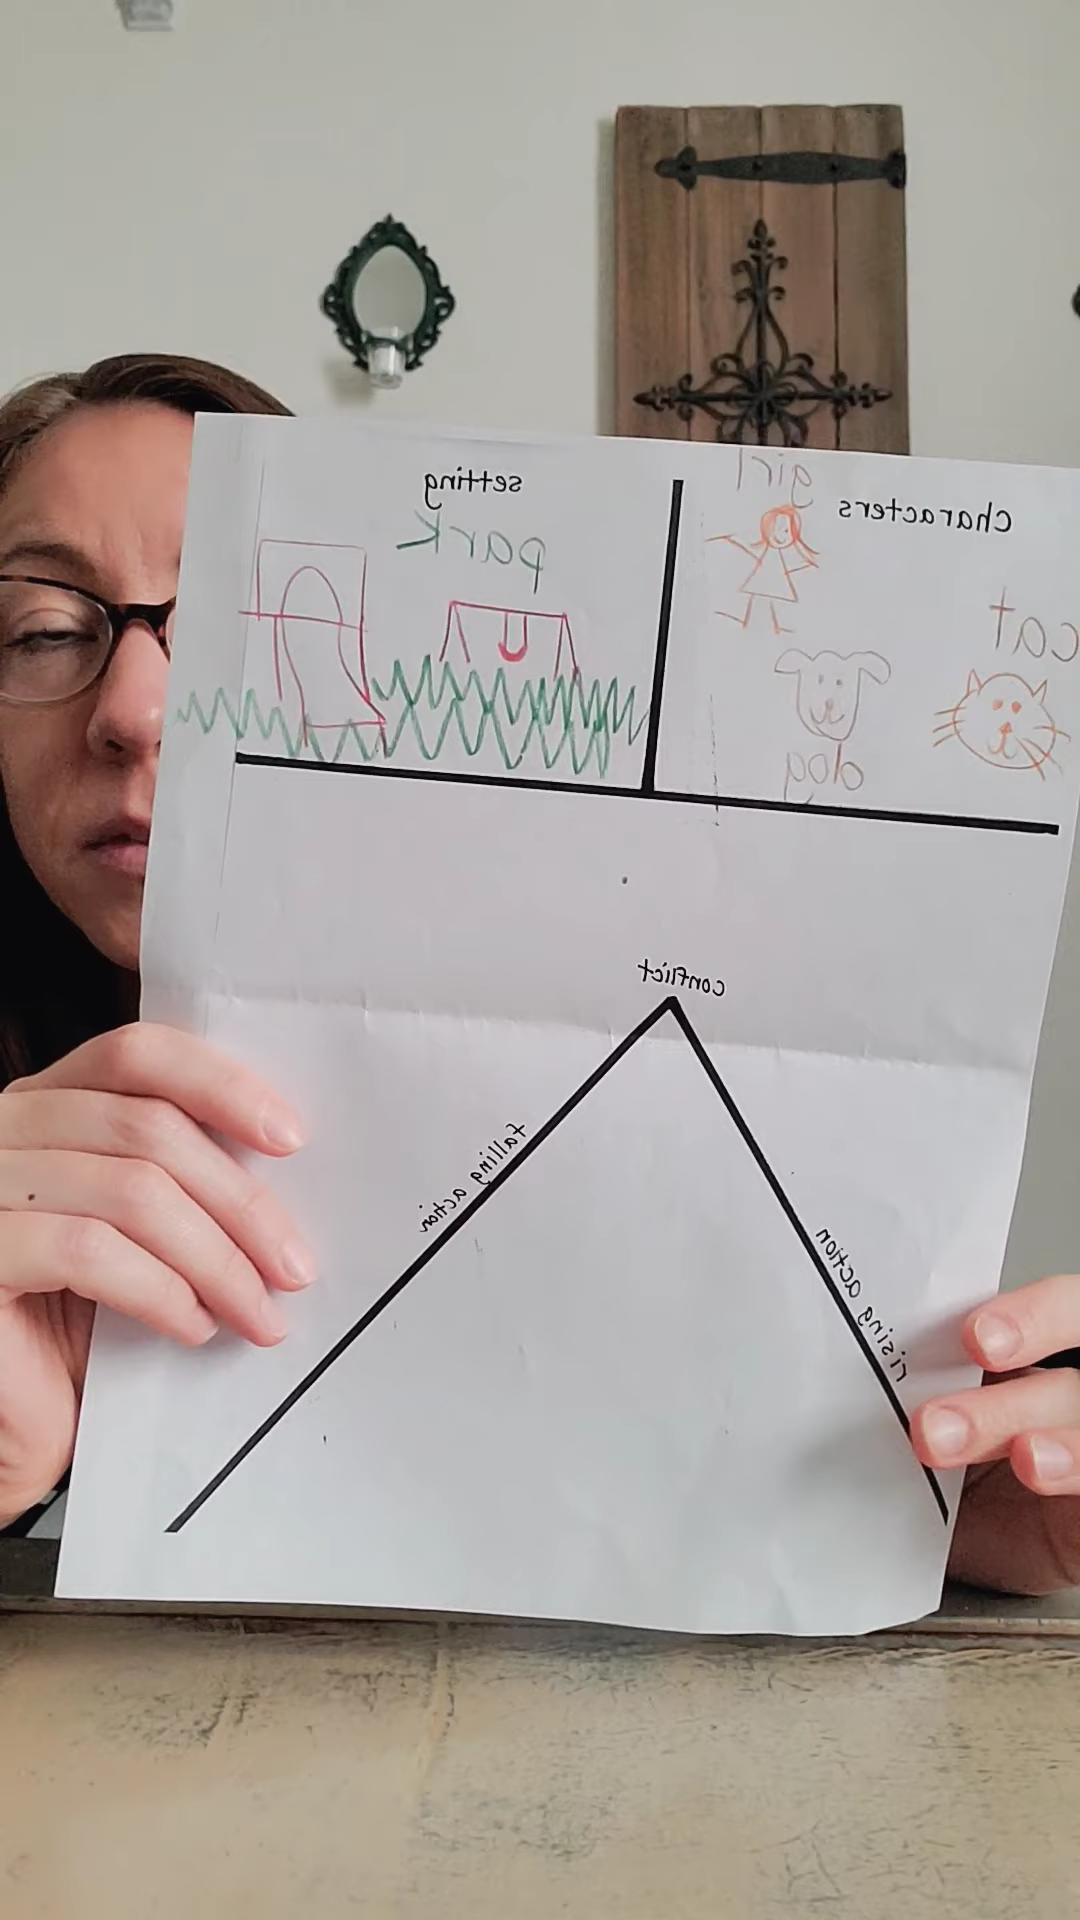 Characters
girl
cat
dog
setting
park
conflict
rising action
falling action